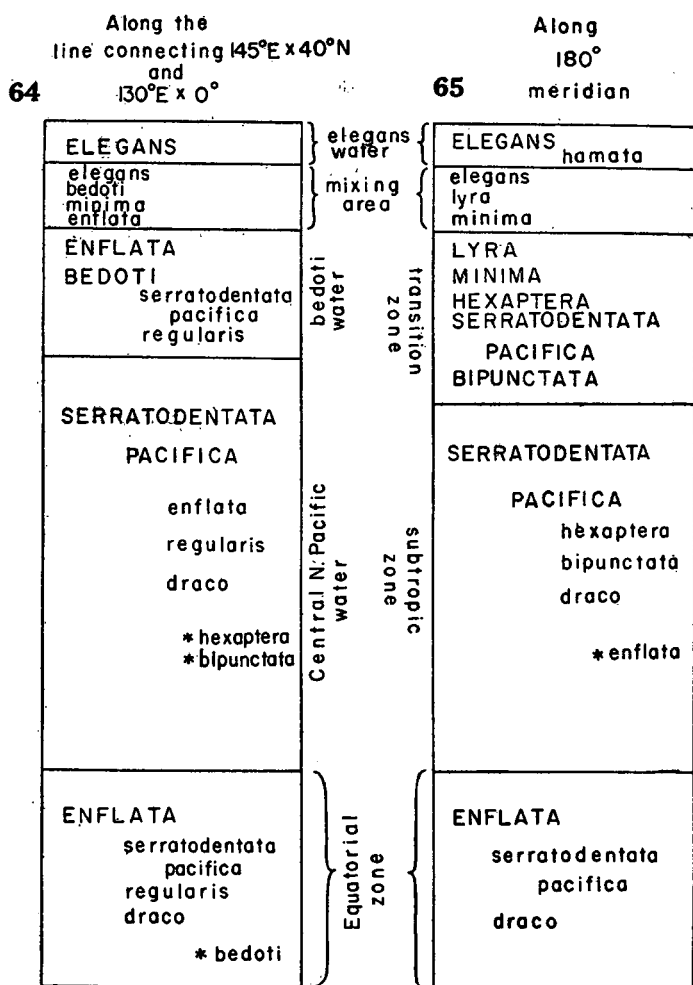 Along the
line connecting 145°E x 40°N
and
130°E x 0°
64
Along
180°
meridian
65
ELEGANS
elegans
bedoti
minima
enflata
ENFLATA
BEDOTI
serratodentata
pacifica
regularis
SERRATODENTATA
PACIFICA
enflata
regularis
draco
* hexaptera
* bipunctata
ENFLATA
serratodentata
pacifica
regularis
draco
* bedoti
elegans
water
mixing
area
bedoti
water
transition
zone
Central N. Pacific
water
subtropic
zone
Equatorial
zone
ELEGANS
hamata
elegans
lyra
minima
LYRA
MINIMA
HEXAPTERA
SERRATODENTATA
PACIFICA
BIPUNCTATA
SERRATODENTATA
PACIFICA
hexaptera
bipunctata
draco
* enflata
ENFLATA
serratodentata
pacifica
draco